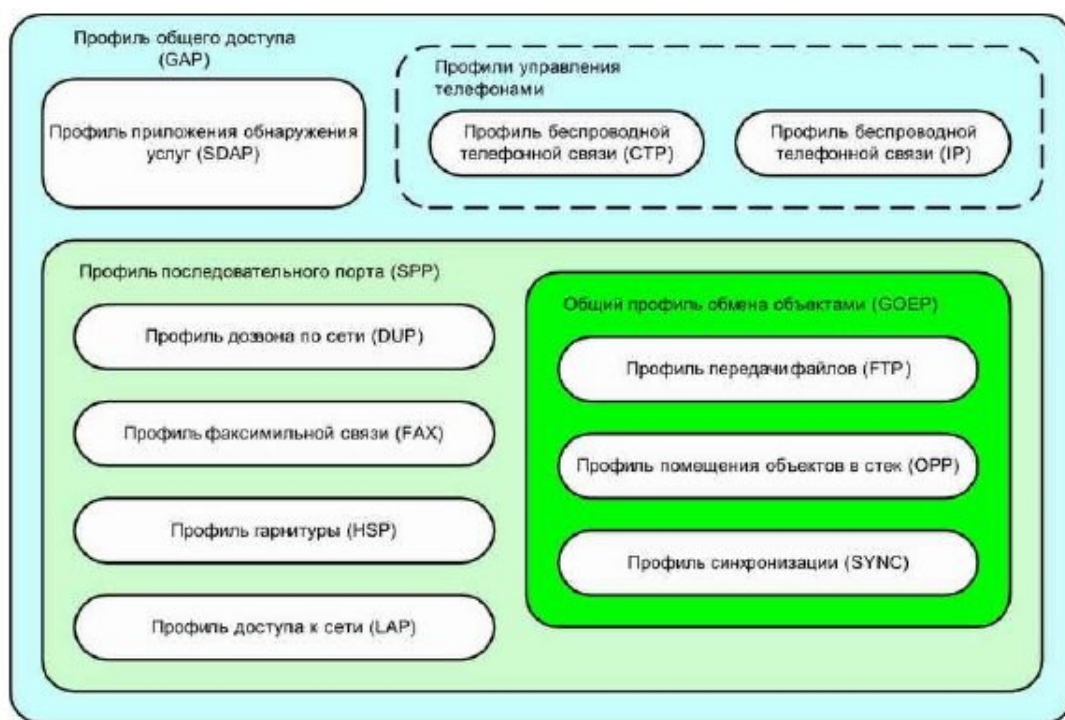 Профиль общего доступа
(GAP)
Профиль приложения обнаружения
услуг (SDAP)
Профили управления
телефонами
Профиль беспроводной
телефонной связи (CTP)
Профиль беспроводной
телефонной связи (IP)
Профиль последовательного порта (SPP)
Профиль дозвона по сети (DUP)
Профиль факсимильной связи (FAX)
Профиль гарнитуры (HSP)
Профиль доступа к сети (LAP)
Общий профиль обмена объектами (GOEP)
Профиль передачи файлов (FTP)
Профиль помещения объектов в стек (OPP)
Профиль синхронизации (SYNC)